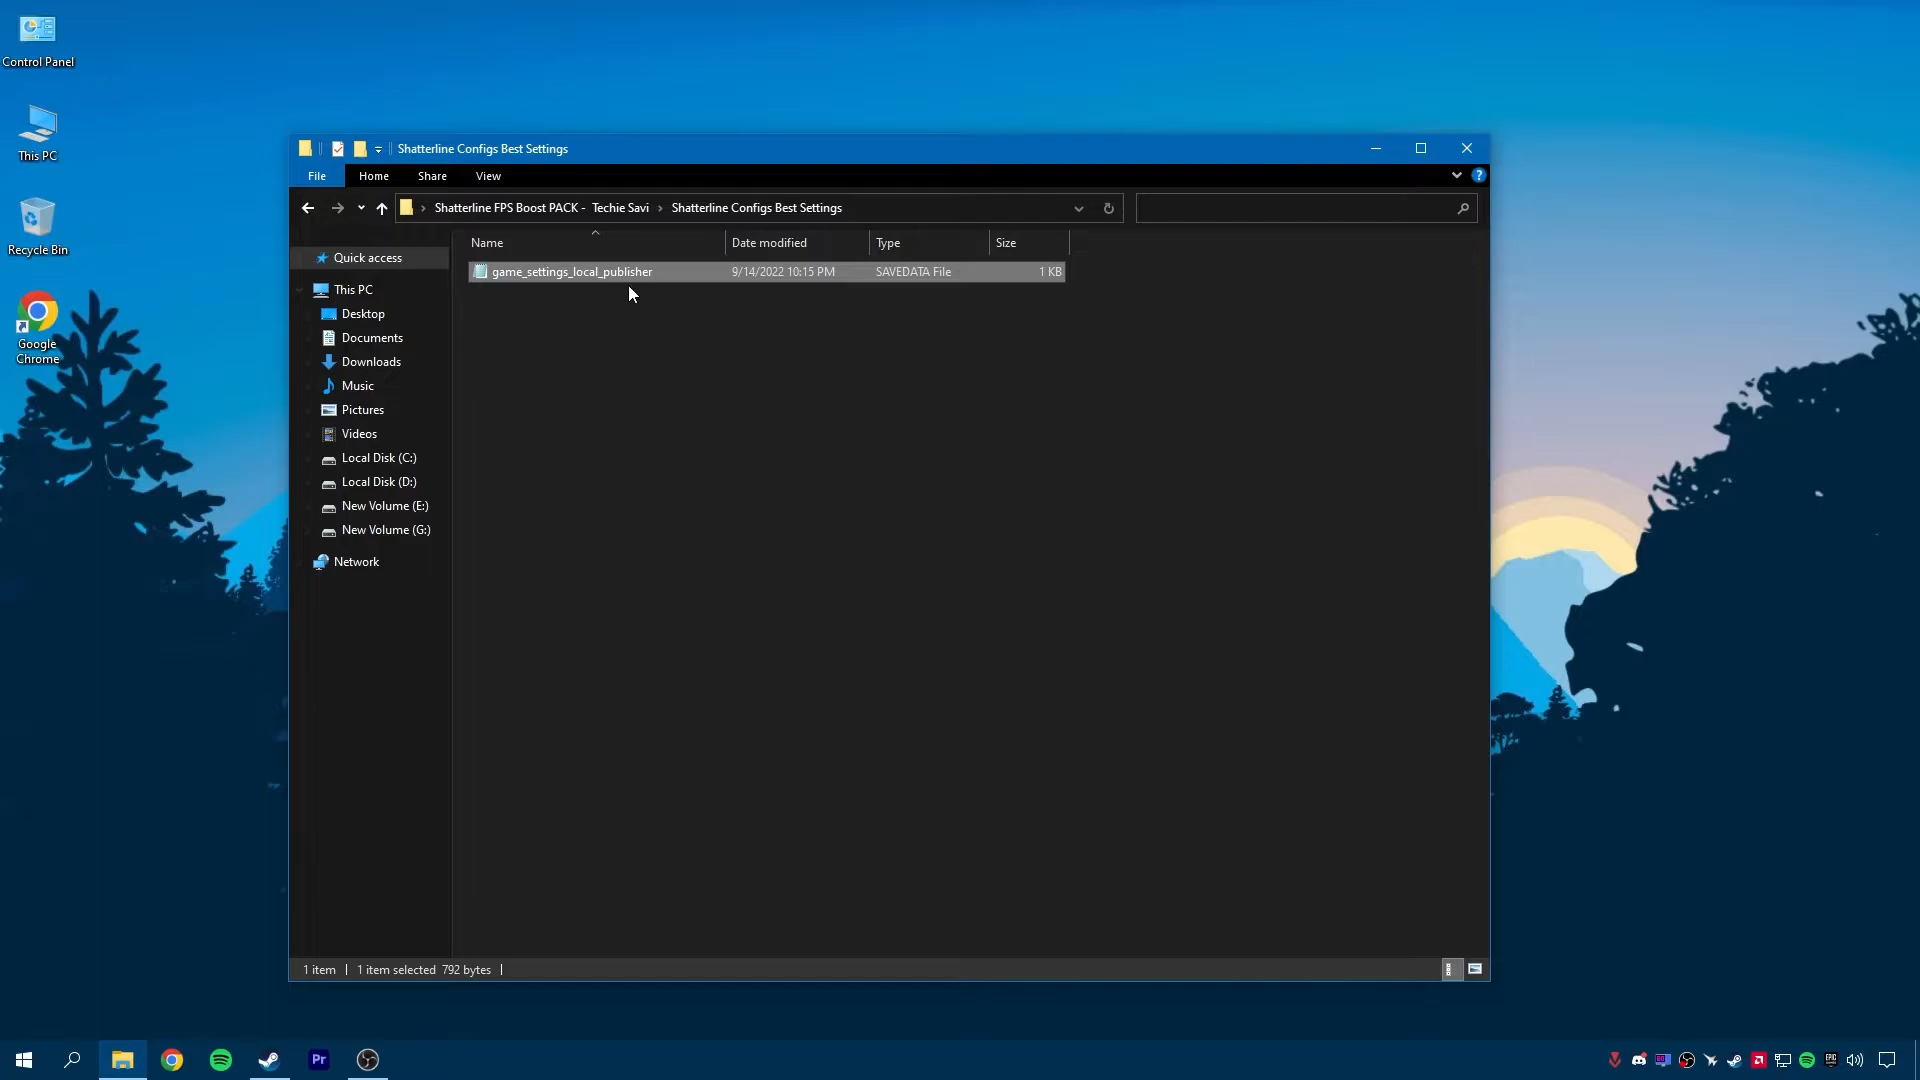 Control Panel
This PC
Recycle Bin
Google
Chrome
Shatterline Configs Best Settings
File Home Share View
Shatterline FPS Boost PACK - Techie Savi › Shatterline Configs Best Settings
Name Date modified Type Size
game_settings_local_publisher 9/14/2022 10:15 PM SAVEDATA File 1 KB
Quick access
This PC
Desktop
Documents
Downloads
Music
Pictures
Videos
Local Disk (C:)
Local Disk (D:)
New Volume (E:)
New Volume (G:)
Network
1 item | 1 item selected 792 bytes |
Pr